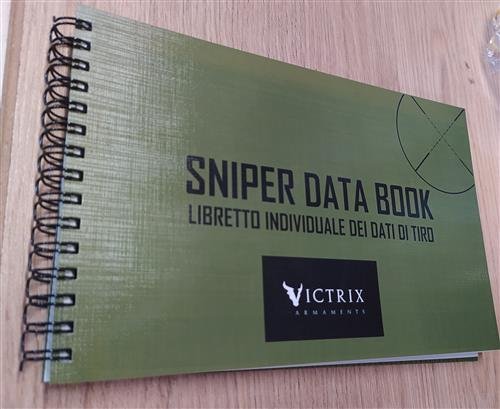 SNIPER DATA BOOK
LIBRETTO INDIVIDUALE DEI DATI DI TIRO
VICTRIX
ARMAMENTS